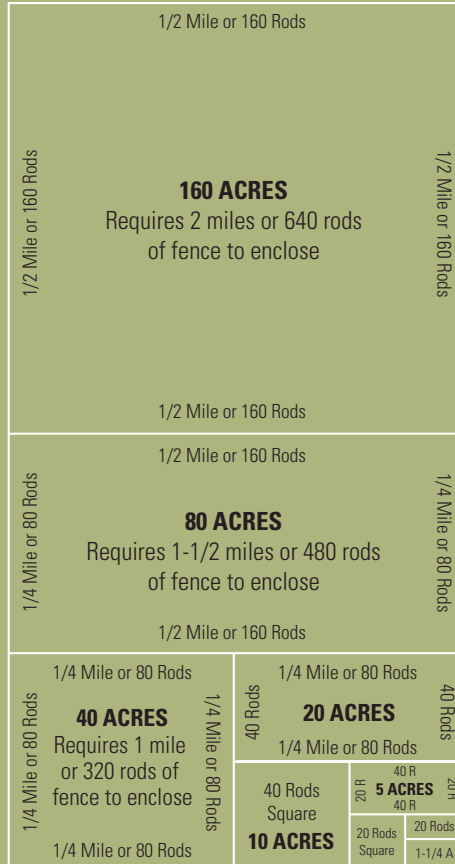 1/2 Mile or 160 Rods
1/2 Mile or 160 Rods
160 ACRES
Requires 2 miles or 640 rods
of fence to enclose
1/2 Mile or 160 Rods
1/2 Mile or 160 Rods
1/2 Mile or 160 Rods
1/4 Mile or 80 Rods
80 ACRES
Requires 1-1/2 miles or 480 rods
of fence to enclose
1/4 Mile or 80 Rods
1/2 Mile or 160 Rods
1/4 Mile or 80 Rods
1/4 Mile or 80 Rods
40 ACRES
Requires 1 mile
or 320 rods of
fence to enclose
1/4 Mile or 80 Rods
1/4 Mile or 80 Rods
1/4 Mile or 80 Rods
40 Rods
20 ACRES
40 Rods
1/4 Mile or 80 Rods
40 Rods
Square
10 ACRES
40 R
20 R
5 ACRES
20 R
40 R
20 Rods
Square
20 Rods
1-1/4 A